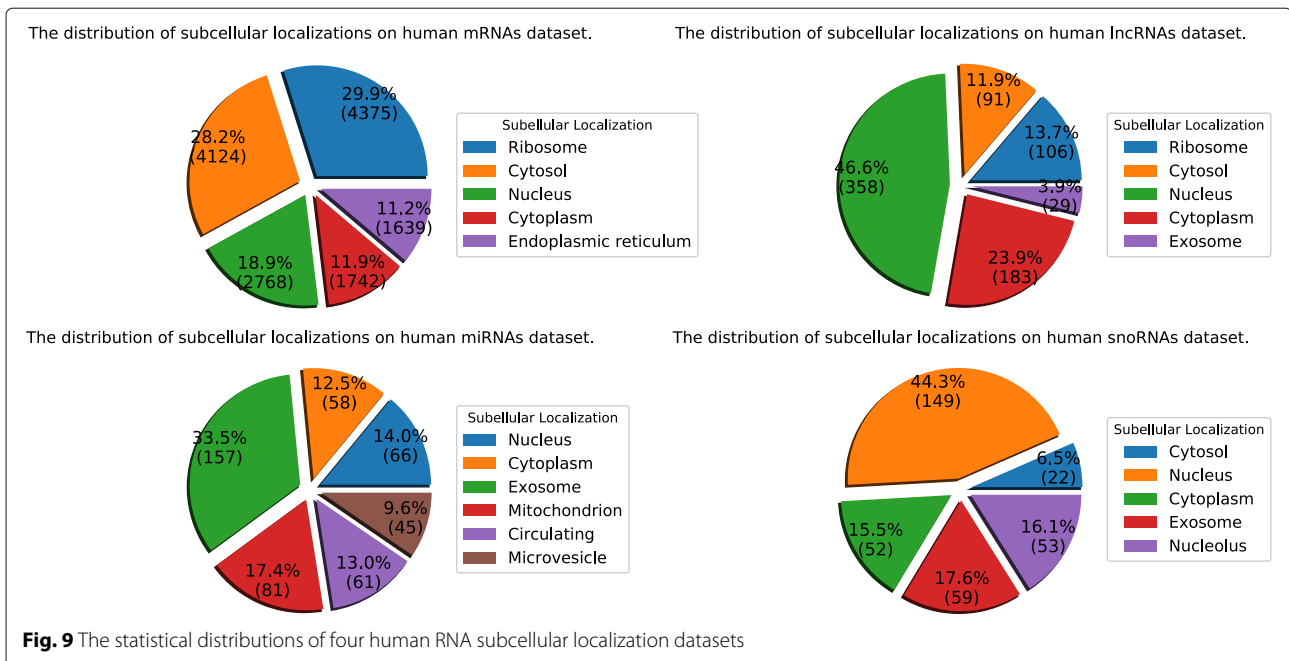 The distribution of subcellular localizations on human mRNAs dataset.
29.9%
(4375)
28.2%
(4124)
18.9%
(2768)
11.9%
(1742)
11.2%
(1639)
Subellular Localization
Ribosome
Cytosol
Nucleus
Cytoplasm
Endoplasmic reticulum
The distribution of subcellular localizations on human lncRNAs dataset.
13.7%
(106)
11.9%
(91)
46.6%
(358)
23.9%
(183)
3.9%
(29)
Subellular Localization
Ribosome
Cytosol
Nucleus
Cytoplasm
Exosome
The distribution of subcellular localizations on human miRNAs dataset.
14.0%
(66)
12.5%
(58)
33.5%
(157)
17.4%
(81)
13.0%
(61)
9.6%
(45)
Subellular Localization
Nucleus
Cytoplasm
Exosome
Mitochondrion
Circulating
Microvesicle
The distribution of subcellular localizations on human snoRNAs dataset.
6.5%
(22)
44.3%
(149)
15.5%
(52)
17.6%
(59)
16.1%
(53)
Subellular Localization
Cytosol
Nucleus
Cytoplasm
Exosome
Nucleolus
Fig. 9 The statistical distributions of four human RNA subcellular localization datasets